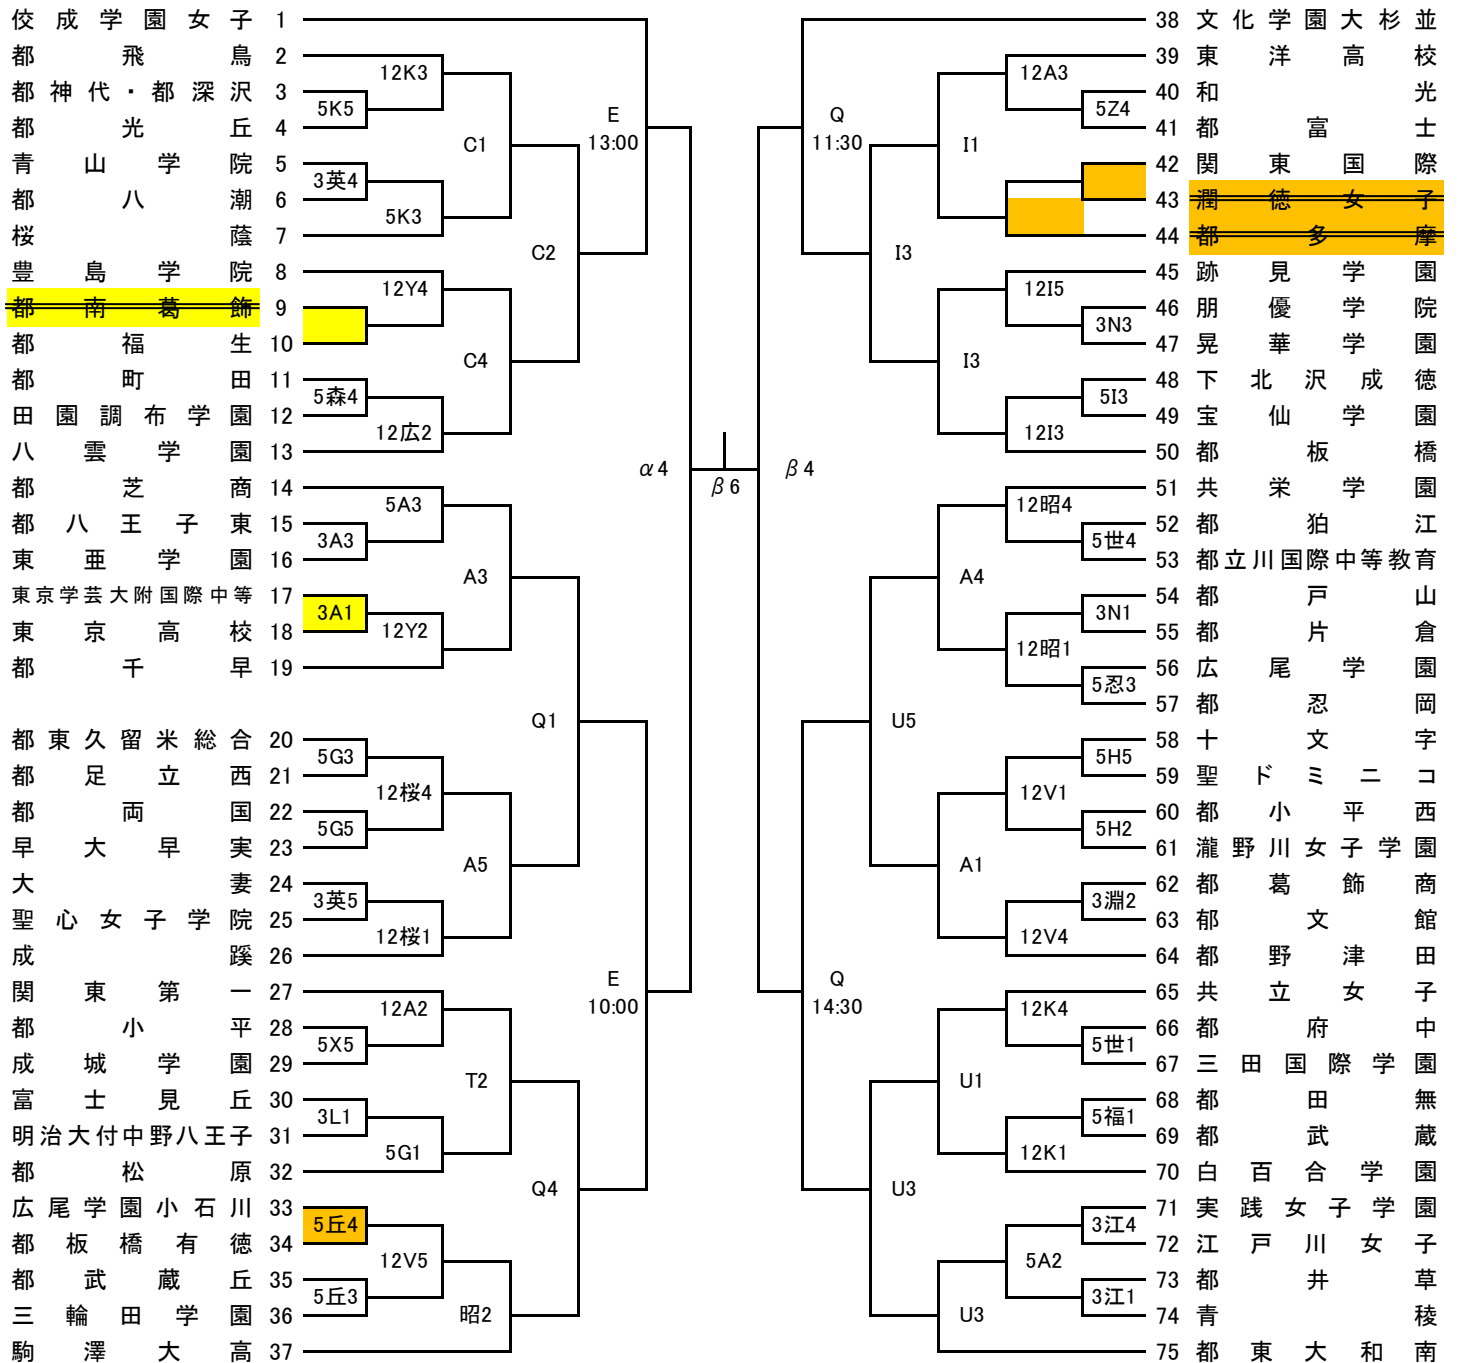 佼成学園女子 1
都飛鳥 2
12K3
都神代・都深沢 3
5K5
都光丘 4
C1
E
13:00
青山学院 5
3英4
都八潮 6
5K3
桜蔭 7
C2
豊島学院 8
12Y4
都南葛飾 9
都福生 10
C4
都町田 11
5森4
田園調布学園 12
12広2
八雲学園 13
α4
都芝商 14
5A3
都八王子東 15
3A3
東亜学園 16
A3
東京学芸大附国際中等 17
3A1
東京高校 18
12Y2
都千早 19
Q1
都東久留米総合 20
5G3
都足立西 21
12桜4
都両国 22
5G5
早大早実 23
A5
大妻 24
3英5
聖心女子学院 25
12桜1
成蹊 26
E
10:00
関東第一 27
12A2
都小平 28
5X5
成城学園 29
T2
富士見丘 30
3L1
明治大付中野八王子 31
5G1
都松原 32
Q4
広尾学園小石川 33
5丘4
都板橋有徳 34
12V5
都武蔵丘 35
5丘3
三輪田学園 36
昭2
駒澤大高 37
β6
38 文化学園大杉並
39 東洋高校
12A3
40 和光
5Z4
41 都富士
Q
11:30
I1
42 関東国際
43 潤徳女子
44 都多摩
I3
45 跡見学園
12I5
46 朋優学院
3N3
47 晃華学園
I3
48 下北沢成徳
5I3
49 宝仙学園
12I3
50 都板橋
β4
51 共栄学園
12昭4
52 都狛江
5世4
53 都立川国際中等教育
A4
54 都戸山
3N1
55 都片倉
12昭1
56 広尾学園
5忍3
57 都忍岡
U5
58 十文字
5H5
59 聖ドミニコ
12V1
60 都小平西
5H2
61 瀧野川女子学園
A1
62 都葛飾商
3淵2
63 郁文館
12V4
64 都野津田
Q
14:30
65 共立女子
12K4
66 都府中
5世1
67 三田国際学園
U1
68 都田無
5福1
69 都武蔵
12K1
70 白百合学園
U3
71 実践女子学園
3江4
72 江戸川女子
5A2
73 都井草
3江1
74 青稜
U3
75 都東大和南